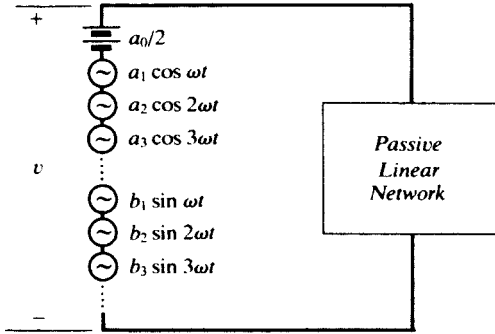 +
a₀/2
a₁ cos ωt
a₂ cos 2ωt
a₃ cos 3ωt
v
b₁ sin ωt
b₂ sin 2ωt
b₃ sin 3ωt
−
Passive
Linear
Network